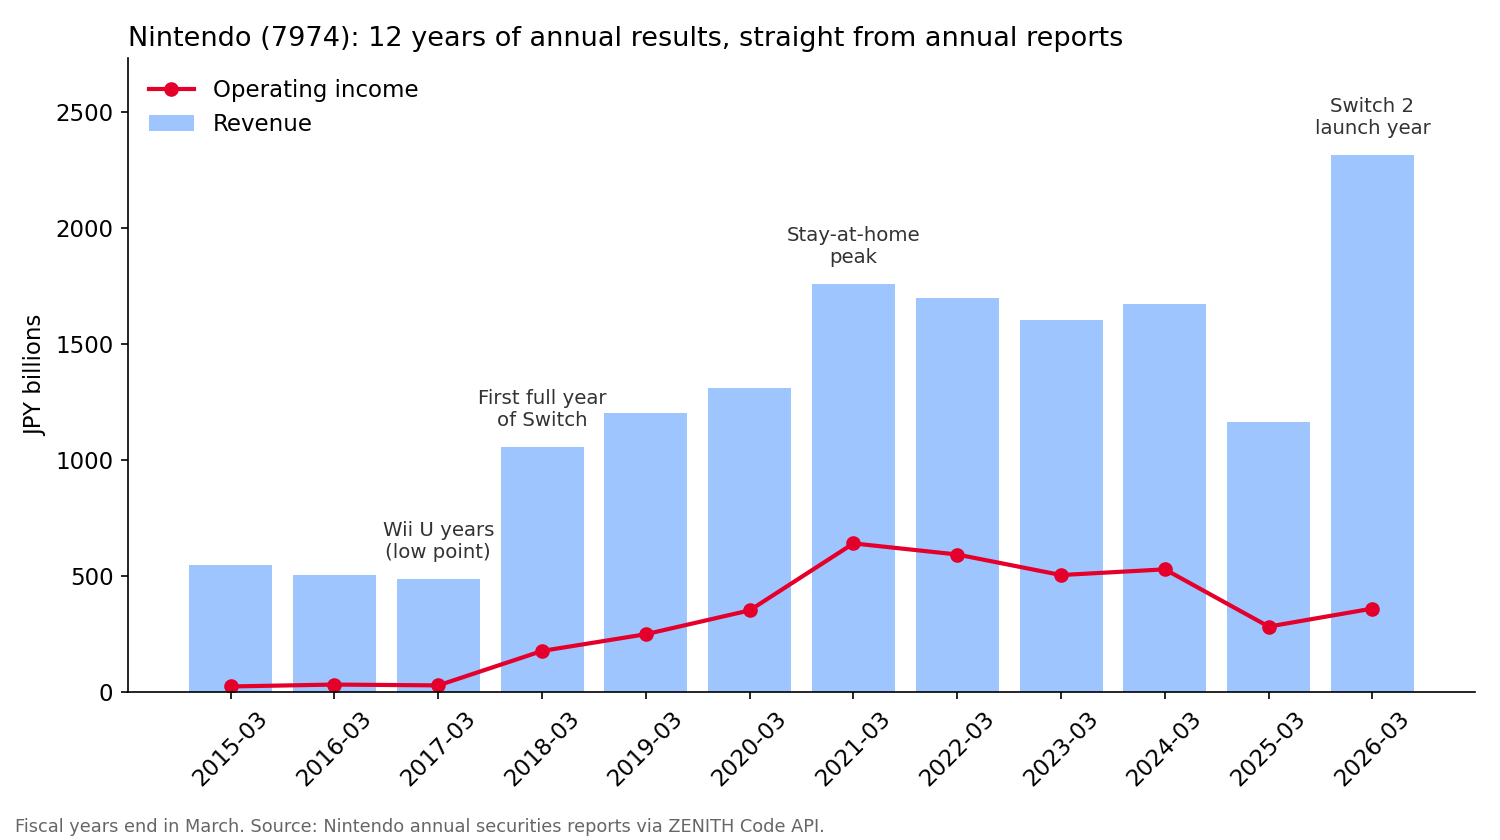 Nintendo (7974): 12 years of annual results, straight from annual reports
Operating income
Revenue
JPY billions
2500
2000
1500
1000
500
0
Wii U years
(low point)
First full year
of Switch
Stay-at-home
peak
Switch 2
launch year
2015-03
2016-03
2017-03
2018-03
2019-03
2020-03
2021-03
2022-03
2023-03
2024-03
2025-03
2026-03
Fiscal years end in March. Source: Nintendo annual securities reports via ZENITH Code API.